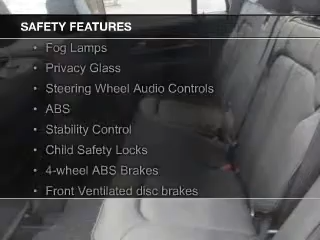 SAFETY FEATURES
• Fog Lamps
• Privacy Glass
• Steering Wheel Audio Controls
• ABS
• Stability Control
• Child Safety Locks
• 4-wheel ABS Brakes
• Front Ventilated disc brakes